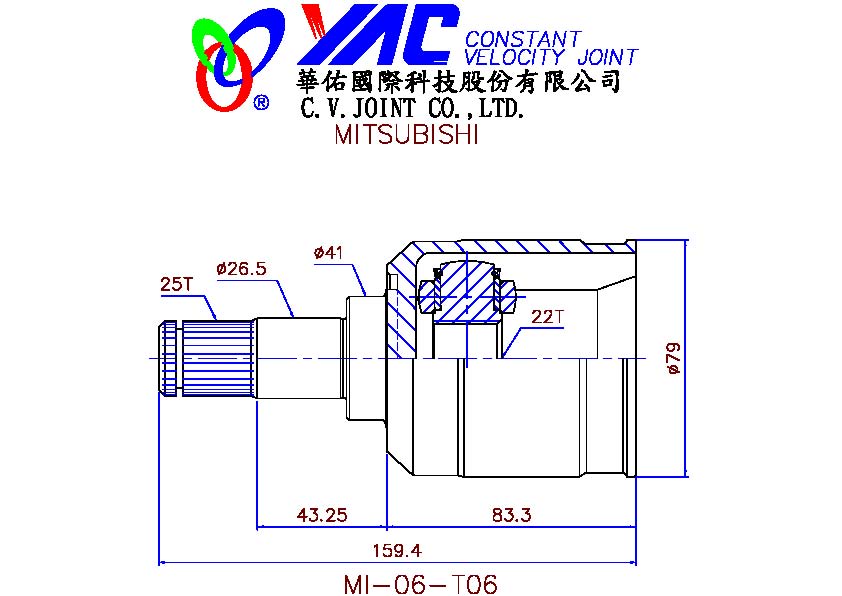 YAC CONSTANT
VELOCITY JOINT
®
華佑國際科技股份有限公司
C.V.JOINT CO.,LTD.
MITSUBISHI
ø41
ø26.5
25T
22T
ø79
43.25
83.3
159.4
MI-06-T06